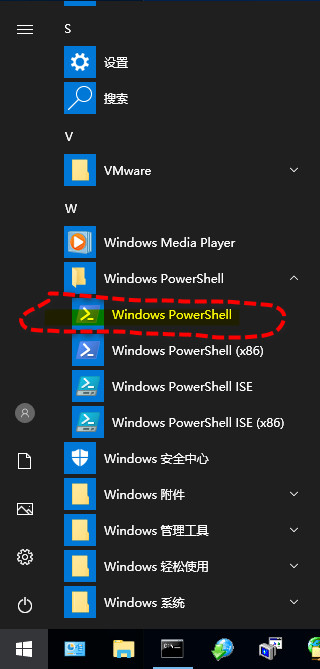 S
设置
搜索
V
VMware
W
Windows Media Player
Windows PowerShell
Windows PowerShell
Windows PowerShell (x86)
Windows PowerShell ISE
Windows PowerShell ISE (x86)
Windows 安全中心
Windows 附件
Windows 管理工具
Windows 轻松使用
Windows 系统